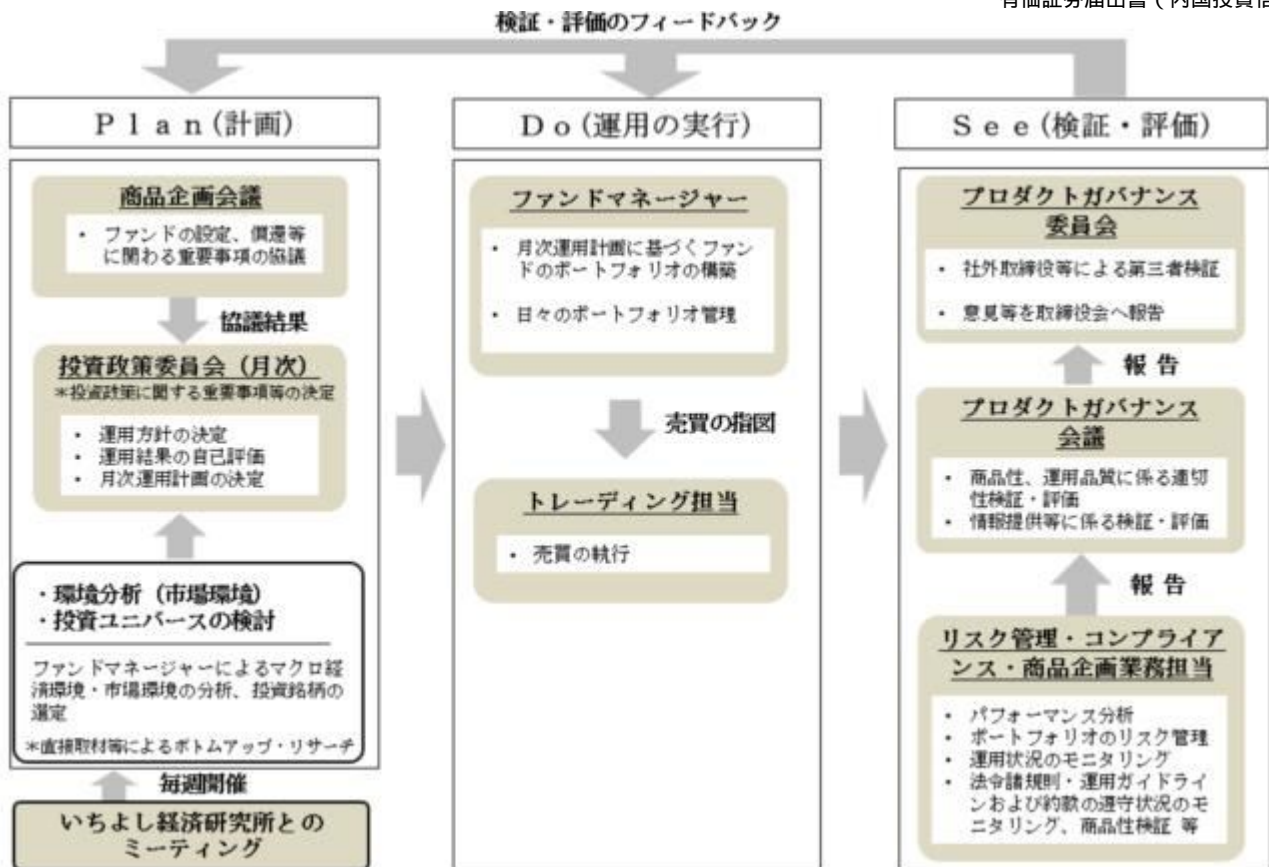 検証・評価のフィードバック
Plan(計画)
商品企画会議
・ ファンドの設定、償還等
に関わる重要事項の協議
協議結果
投資政策委員会（月次）
＊投資政策に関する重要事項等の決定
・ 運用方針の決定
・ 運用結果の自己評価
・ 月次運用計画の決定
・環境分析（市場環境）
・投資ユニバースの検討
ファンドマネージャーによるマクロ経
済環境・市場環境の分析、投資銘柄の
選定
＊直接取材等によるボトムアップ・リサーチ
毎週開催
いちよし経済研究所との
ミーティング
Do(運用の実行)
ファンドマネージャー
・ 月次運用計画に基づくファン
ドのポートフォリオの構築
・ 日々のポートフォリオ管理
売買の指図
トレーディング担当
・ 売買の執行
See(検証・評価)
プロダクトガバナンス
委員会
・ 社外取締役等による第三者検証
・ 意見等を取締役会へ報告
報 告
プロダクトガバナンス
会議
・ 商品性、運用品質に係る適切
性検証・評価
・ 情報提供等に係る検証・評価
報 告
リスク管理・コンプライア
ンス・商品企画業務担当
・ パフォーマンス分析
・ ポートフォリオのリスク管理
・ 運用状況のモニタリング
・ 法令諸規則・運用ガイドライ
ンおよび約款の遵守状況のモ
ニタリング、商品性検証 等